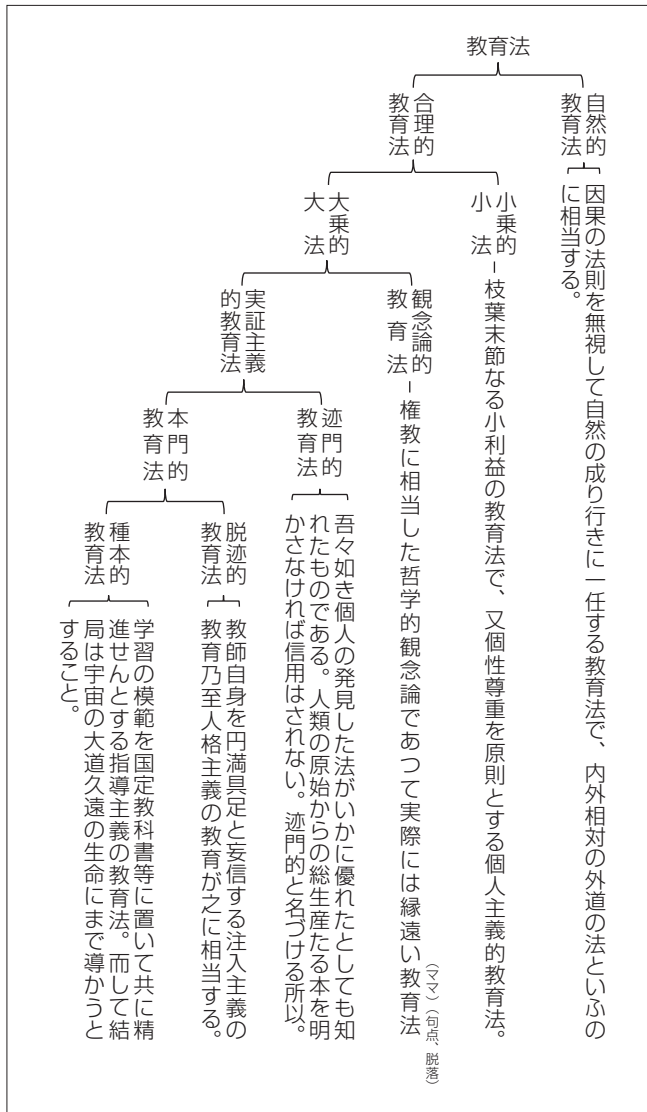 教育法
自然的
教育法
因果の法則を無視して自然の成り行きに一任する教育法で、内外相対の外道の法といふの
に相当する。
合理的
教育法
小乗的
小法
枝葉末節なる小利益の教育法で、又個性尊重を原則とする個人主義的教育法。
大乗的
大法
観念論的
教育法
権教に相当した哲学的観念論であつて実際には縁遠い教育法
（ママ）（句点、脱落）
実証主義
的教育法
迹門的
教育法
吾々如き個人の発見した法がいかに優れたとしても知
れたものである。人類の原始からの総生産たる本を明
かさなければ信用はされない。迹門的と名づける所以。
本門的
教育法
脱迹的
教育法
教師自身を円満具足と妄信する注入主義の
教育乃至人格主義の教育が之に相当する。
種本的
教育法
学習の模範を国定教科書等に置いて共に精
進せんとする指導主義の教育法。而して結
局は宇宙の大道久遠の生命にまで導かうと
すること。